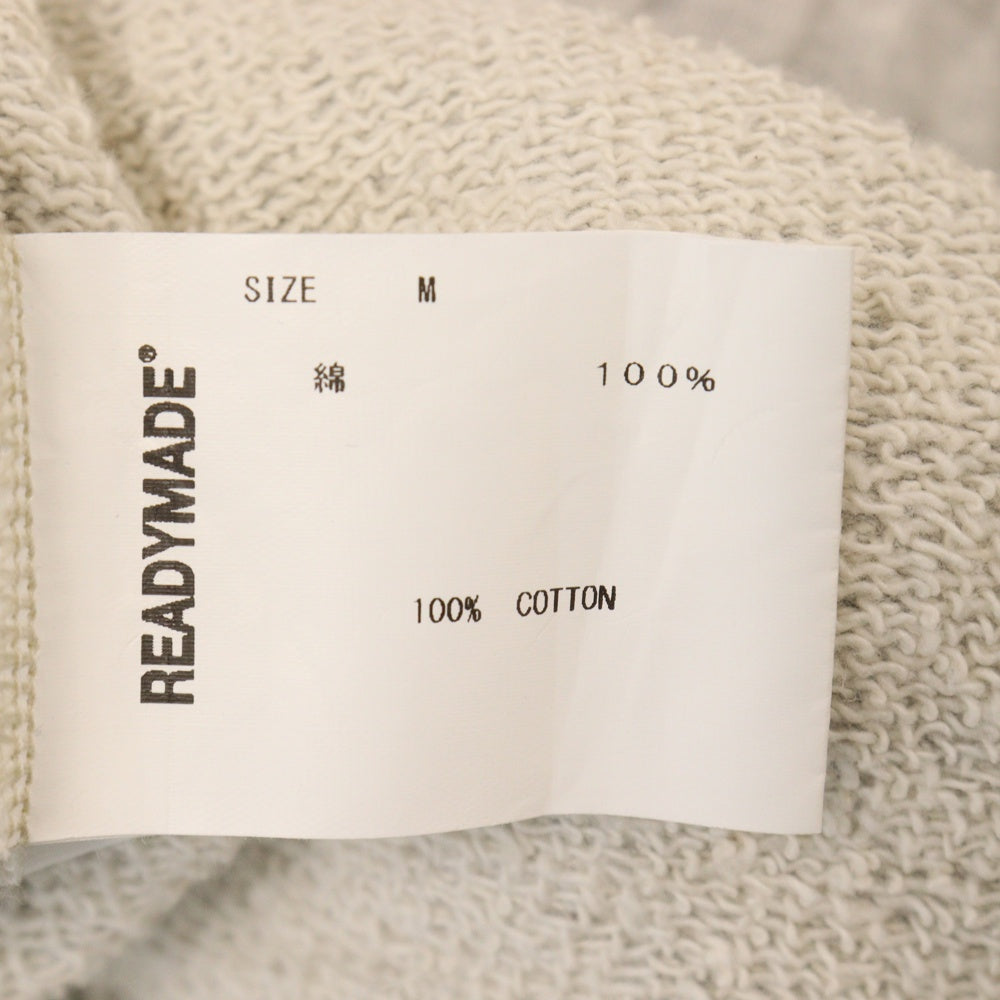 SIZE M
綿 100%
100% COTTON
READYMADE®